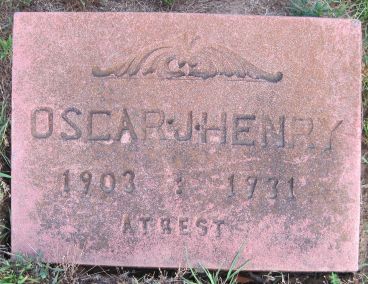 OSCAR·J·HENRY
1903 : 1931
AT REST